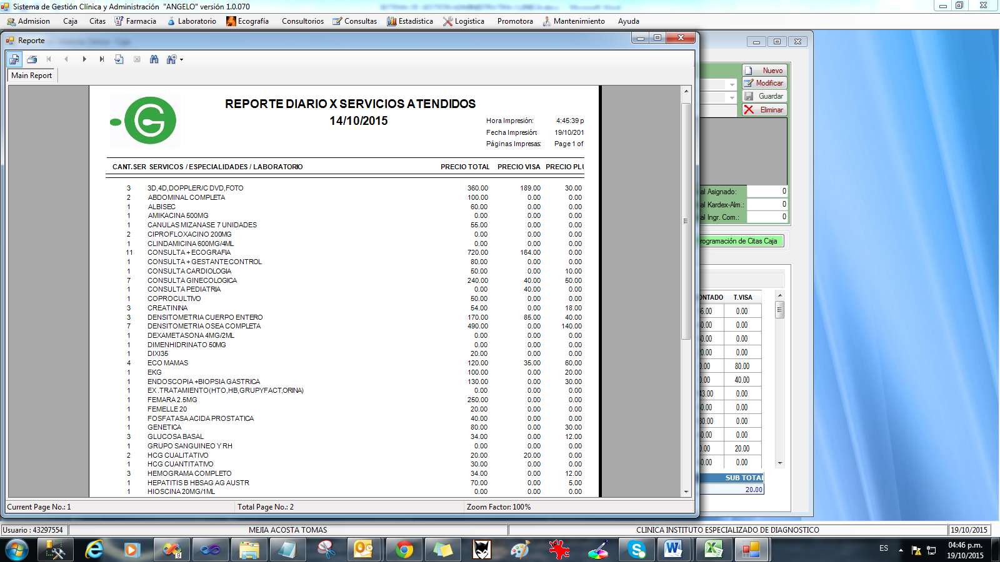 Sistema de Gestión Clínica y Administración "ANGELO" versión 1.0.070
Admision Caja Citas Farmacia Laboratorio Ecografía Consultorios Consultas Estadistica Logistica Promotora Mantenimiento Ayuda
Reporte
Main Report
REPORTE DIARIO X SERVICIOS ATENDIDOS
14/10/2015
Hora Impresión: 4:45:39 p
Fecha Impresión: 19/10/201
Páginas Impresas: Page 1 of
CANT.SER SERVICOS / ESPECIALIDADES / LABORATORIO PRECIO TOTAL PRECIO VISA PRECIO PLU
3 3D,4D,DOPPLER/C DVD,FOTO 360.00 189.00 30.00
2 ABDOMINAL COMPLETA 100.00 0.00 0.00
1 ALBISEC 60.00 0.00 0.00
1 AMIKACINA 500MG 0.00 0.00 0.00
1 CANULAS MIZANASE 7 UNIDADES 55.00 0.00 0.00
2 CIPROFLOXACINO 200MG 0.00 0.00 0.00
1 CLINDAMICINA 600MG/4ML 0.00 0.00 0.00
11 CONSULTA + ECOGRAFIA 720.00 164.00 0.00
1 CONSULTA + GESTANTE CONTROL 80.00 0.00 0.00
1 CONSULTA CARDIOLOGIA 50.00 0.00 10.00
7 CONSULTA GINECOLOGICA 240.00 40.00 50.00
1 CONSULTA PEDIATRIA 0.00 40.00 0.00
1 COPROCULTIVO 50.00 0.00 0.00
3 CREATININA 54.00 0.00 18.00
3 DENSITOMETRIA CUERPO ENTERO 170.00 85.00 40.00
7 DENSITOMETRIA OSEA COMPLETA 490.00 0.00 140.00
1 DEXAMETASONA 4MG/2ML 0.00 0.00 0.00
1 DIMENHIDRINATO 50MG 0.00 0.00 0.00
1 DIXI35 20.00 0.00 0.00
4 ECO MAMAS 120.00 35.00 60.00
1 EKG 100.00 0.00 20.00
1 ENDOSCOPIA +BIOPSIA GASTRICA 130.00 0.00 30.00
1 EX .TRATAMIENTO(HTO,HB,GRUPYFACT,ORINA) 0.00 0.00 0.00
1 FEMARA 2.5MG 250.00 0.00 0.00
1 FEMELLE 20 20.00 0.00 0.00
1 FOSFATASA ACIDA PROSTATICA 40.00 0.00 0.00
1 GENETICA 80.00 0.00 30.00
3 GLUCOSA BASAL 34.00 0.00 12.00
1 GRUPO SANGUINEO Y RH 0.00 0.00 0.00
2 HCG CUALITATIVO 20.00 20.00 0.00
1 HCG CUANTITATIVO 30.00 0.00 0.00
3 HEMOGRAMA COMPLETO 34.00 0.00 12.00
1 HEPATITIS B HBSAG AG AUSTR 70.00 0.00 5.00
1 HIOSCINA 20MG/1ML 0.00 0.00 0.00
Current Page No.: 1 Total Page No.: 2 Zoom Factor: 100%
Nuevo
Modificar
Guardar
Eliminar
al Asignado: 0
al Kardex-Alm.: 0
al Ingr. Com.: 0
rogramación de Citas Caja
ONTADO T.VISA
6.00 0.00
0.00 0.00
0.00 0.00
0.00 0.00
0.00 80.00
0.00 40.00
43.00 0.00
0.00 0.00
30.00 0.00
0.00 0.00
0.00 20.00
0.00 0.00
SUB TOTA
20.00
Usuario : 43297554 MEJIA ACOSTA TOMAS CLINICA INSTITUTO ESPECIALIZADO DE DIAGNOSTICO 19/10/2015
ES 04:46 p.m.
19/10/2015